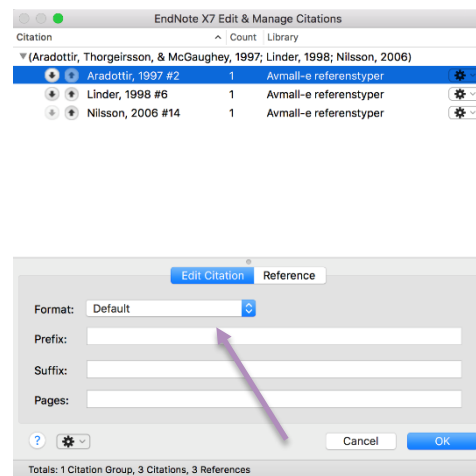 EndNote X7 Edit & Manage Citations
Citation Count Library
(Aradottir, Thorgeirsson, & McGaughey, 1997; Linder, 1998; Nilsson, 2006)
Aradottir, 1997 #2 1 Avmall-e referenstyper
Linder, 1998 #6 1 Avmall-e referenstyper
Nilsson, 2006 #14 1 Avmall-e referenstyper
Edit Citation Reference
Format: Default
Prefix:
Suffix:
Pages:
? Cancel OK
Totals: 1 Citation Group, 3 Citations, 3 References